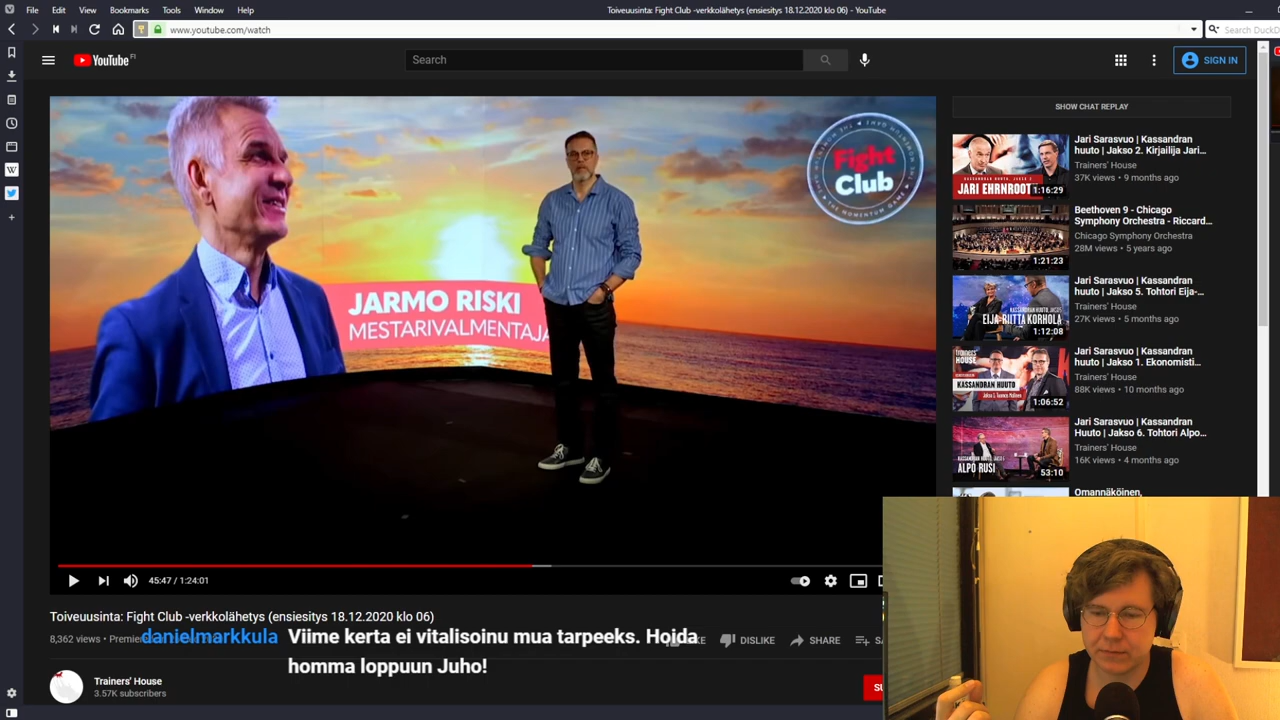 File Edit View Bookmarks Tools Window Help
Toiveuusinta: Fight Club -verkkolähetys (ensiesitys 18.12.2020 klo 06) - YouTube
www.youtube.com/watch
Search DuckD
YouTube FI
Search
SIGN IN
Fight
Club
JARMO RISKI
MESTARIVALMENTAJA
SHOW CHAT REPLAY
JARI EHRNROOT
1:16:29
Jari Sarasvuo | Kassandran
huuto | Jakso 2. Kirjailija Jari...
Trainers' House
37K views • 9 months ago
1:21:23
Beethoven 9 - Chicago
Symphony Orchestra - Riccard...
Chicago Symphony Orchestra
28M views • 5 years ago
EIJA-RIITTA KORHOLA
1:12:08
Jari Sarasvuo | Kassandran
huuto | Jakso 5. Tohtori Eija-...
Trainers' House
27K views • 5 months ago
trainers'
HOUSE
KASSANDRAN HUUTO
1:06:52
Jari Sarasvuo | Kassandran
huuto | Jakso 1. Ekonomisti...
Trainers' House
88K views • 10 months ago
ALPO RUSI
53:10
Jari Sarasvuo | Kassandran
Huuto | Jakso 6. Tohtori Alpo...
Trainers' House
16K views • 4 months ago
Omannäköinen,
45:47 / 1:24:01
Toiveuusinta: Fight Club -verkkolähetys (ensiesitys 18.12.2020 klo 06)
8,362 views • Premie
DISLIKE SHARE
danielmarkkula Viime kerta ei vitalisoinu mua tarpeeks. Hoida
homma loppuun Juho!
Trainers' House
3.57K subscribers
SU